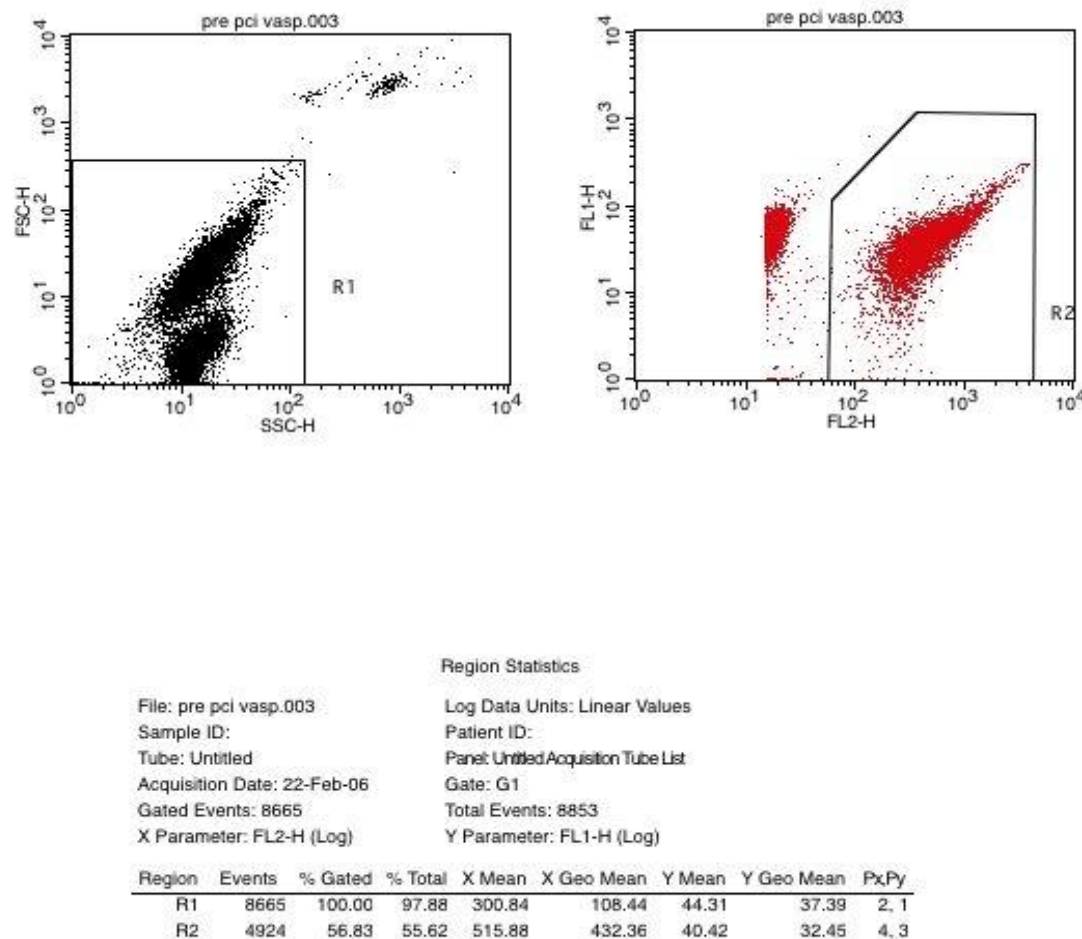 pre pci vasp.003
10^4
10^3
10^2
10^1
10^0
FSC-H
R1
10^0 10^1 10^2 10^3 10^4
SSC-H
pre pci vasp.003
10^4
10^3
10^2
10^1
10^0
FL1-H
R2
10^0 10^1 10^2 10^3 10^4
FL2-H
Region Statistics
File: pre pci vasp.003 Log Data Units: Linear Values
Sample ID: Patient ID:
Tube: Untitled Panel: Untitled Acquisition Tube List
Acquisition Date: 22-Feb-06 Gate: G1
Gated Events: 8665 Total Events: 8853
X Parameter: FL2-H (Log) Y Parameter: FL1-H (Log)
Region Events % Gated % Total X Mean X Geo Mean Y Mean Y Geo Mean Px,Py
R1 8665 100.00 97.88 300.84 108.44 44.31 37.39 2, 1
R2 4924 56.83 55.62 515.88 432.36 40.42 32.45 4, 3